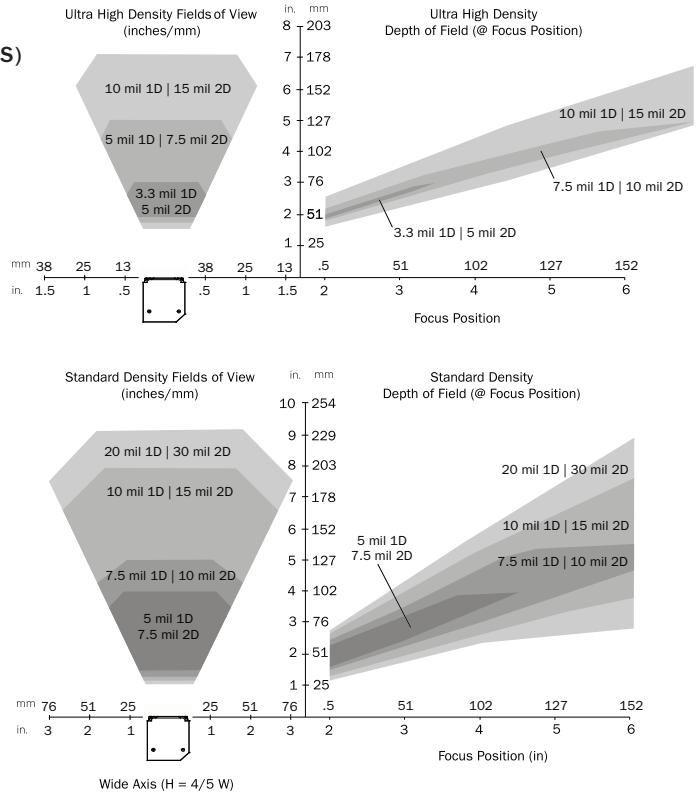 S)
Ultra High Density Fields of View
(inches/mm)
in. mm
Ultra High Density
Depth of Field (@ Focus Position)
8 203
7 178
6 152
5 127
4 102
3 76
2 51
1 25
10 mil 1D | 15 mil 2D
5 mil 1D | 7.5 mil 2D
3.3 mil 1D
5 mil 2D
10 mil 1D | 15 mil 2D
7.5 mil 1D | 10 mil 2D
3.3 mil 1D | 5 mil 2D
mm 38 25 13 38 25 13 .5 51 102 127 152
in. 1.5 1 .5 .5 1 1.5 2 3 4 5 6
Focus Position
Standard Density Fields of View
(inches/mm)
in. mm
Standard Density
Depth of Field (@ Focus Position)
10 254
9 229
8 203
7 178
6 152
5 127
4 102
3 76
2 51
1 25
20 mil 1D | 30 mil 2D
10 mil 1D | 15 mil 2D
7.5 mil 1D | 10 mil 2D
5 mil 1D
7.5 mil 2D
20 mil 1D | 30 mil 2D
10 mil 1D | 15 mil 2D
5 mil 1D
7.5 mil 2D
7.5 mil 1D | 10 mil 2D
mm 76 51 25 25 51 76 .5 51 102 127 152
in. 3 2 1 1 2 3 2 3 4 5 6
Focus Position (in)
Wide Axis (H = 4/5 W)